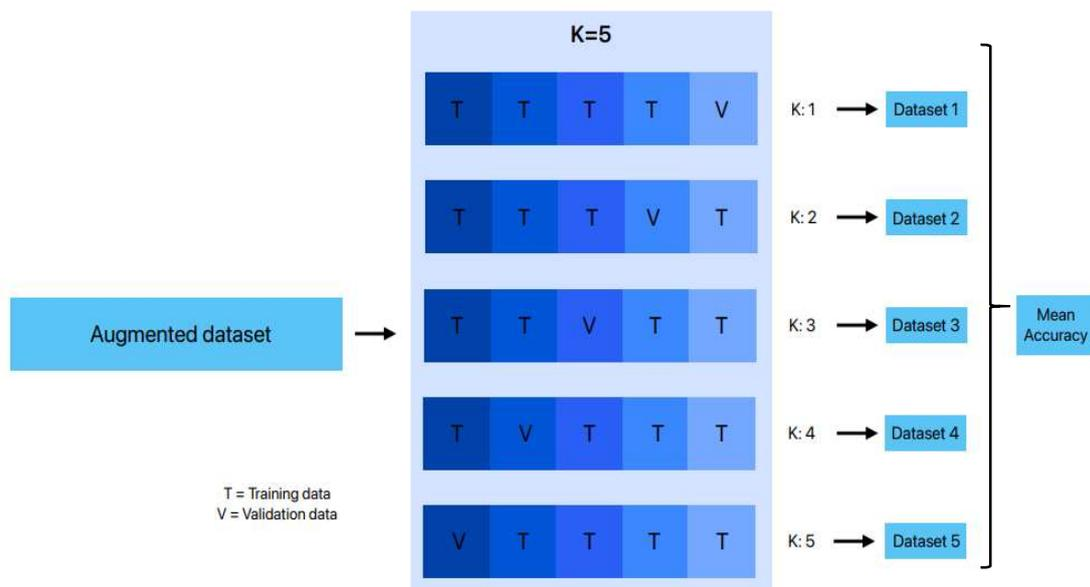 K=5
T T T T V
K: 1
Dataset 1
T T T V T
K: 2
Dataset 2
Augmented dataset
T T V T T
K: 3
Dataset 3
Mean
Accuracy
T V T T T
K: 4
Dataset 4
T = Training data
V = Validation data
V T T T T
K: 5
Dataset 5